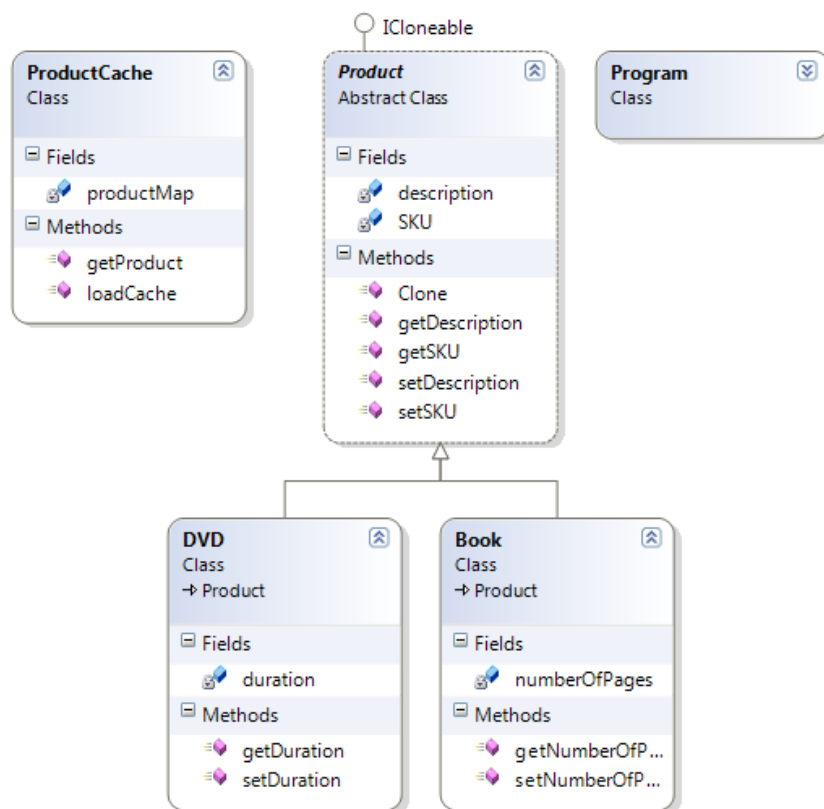 ICloneable
ProductCache
Class
Fields
productMap
Methods
getProduct
loadCache
Product
Abstract Class
Fields
description
SKU
Methods
Clone
getDescription
getSKU
setDescription
setSKU
Program
Class
DVD
Class
Product
Fields
duration
Methods
getDuration
setDuration
Book
Class
Product
Fields
numberOfPages
Methods
getNumberOfP...
setNumberOfP...